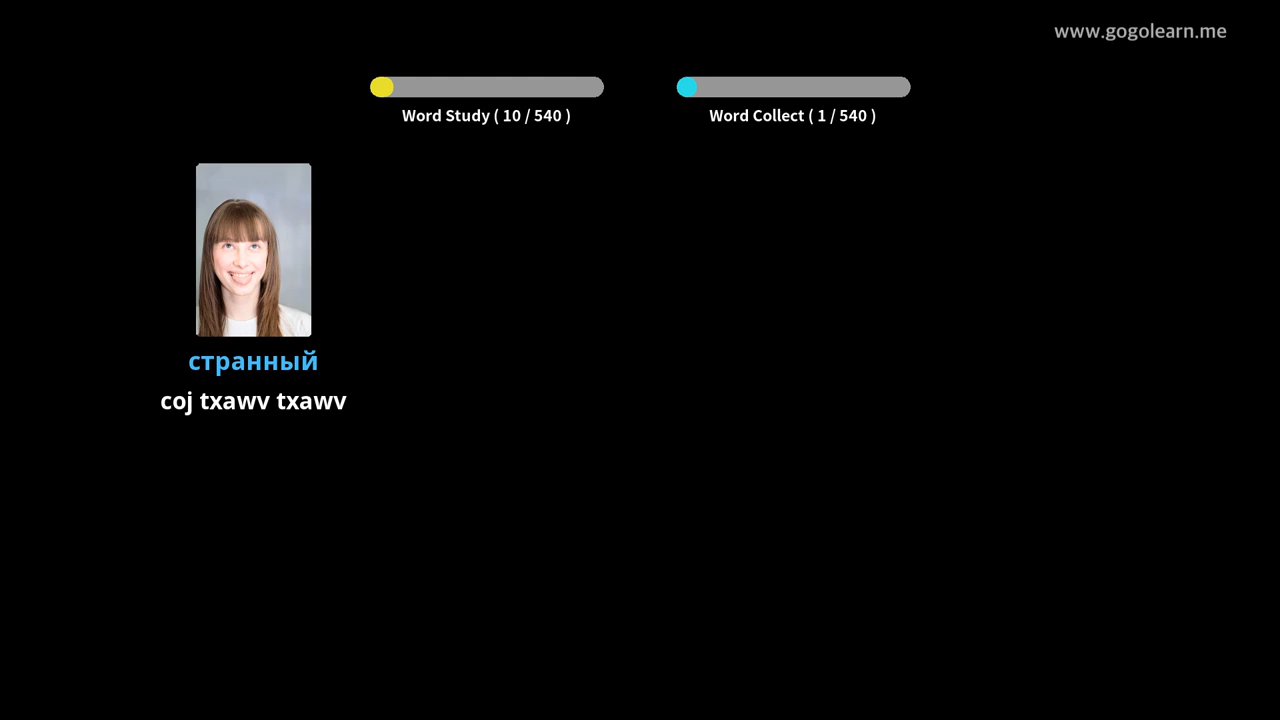 www.gogolearn.me
Word Study ( 10 / 540 )
Word Collect ( 1 / 540 )
странный
coj txawv txawv